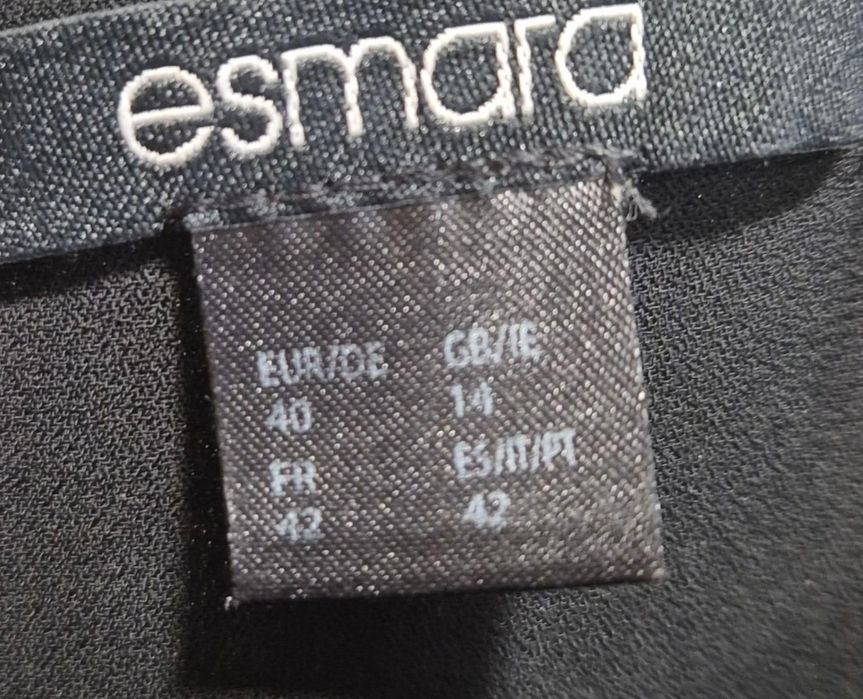 esmara
EUR/DE GB/IE
40 14
FR ES/IT/PT
42 42